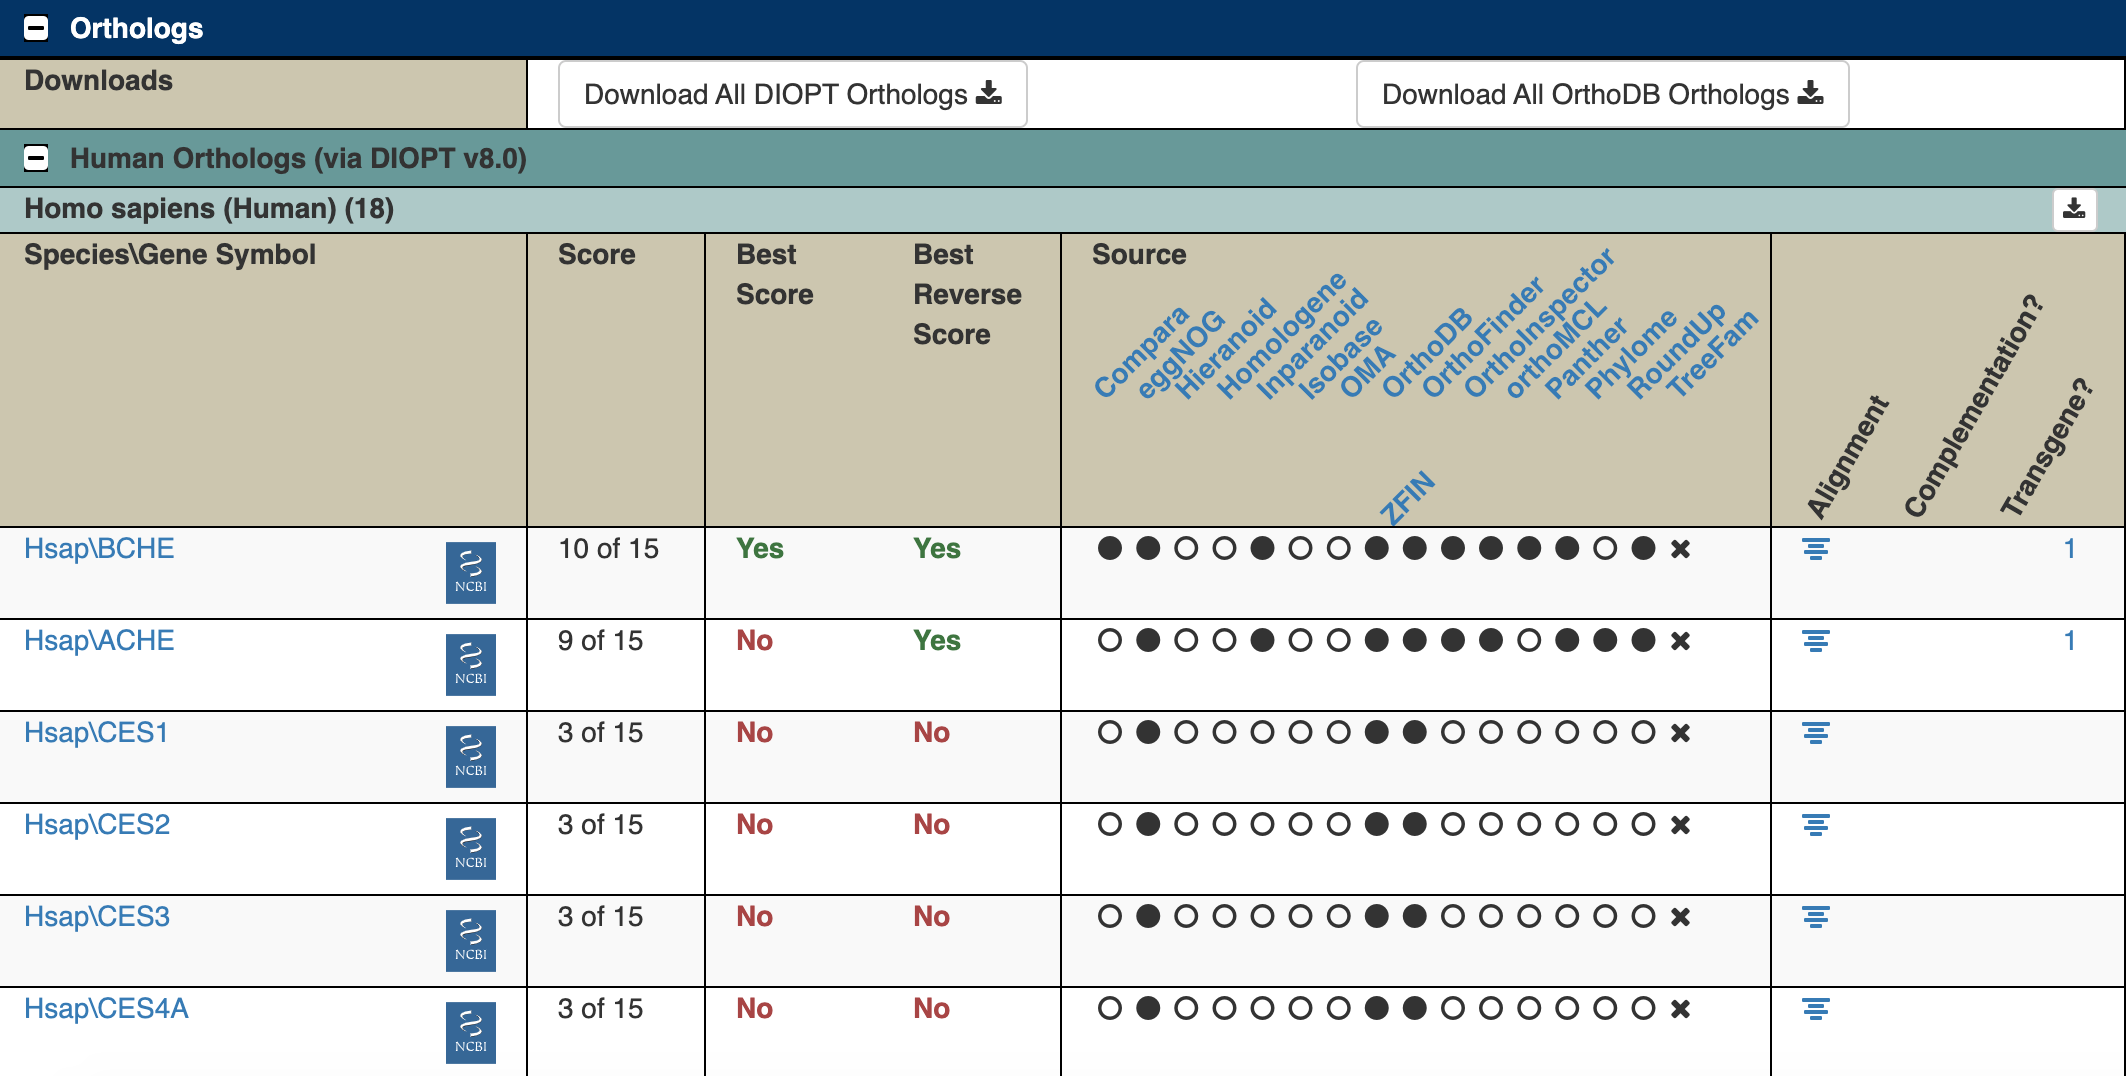 Orthologs
Downloads
Download All DIOPT Orthologs
Download All OrthoDB Orthologs
Human Orthologs (via DIOPT v8.0)
Homo sapiens (Human) (18)
Species\Gene Symbol
Score
Best Score
Best Reverse Score
Source
Compara
eggNOG
Hieranoid
Homologene
Inparanoid
Isobase
OMA
OrthoDB
OrthoFinder
OrthoInspector
orthoMCL
Panther
Phylome
RoundUp
TreeFam
ZFIN
Alignment
Complementation?
Transgene?
Hsap\BCHE NCBI 10 of 15 Yes Yes 1
Hsap\ACHE NCBI 9 of 15 No Yes 1
Hsap\CES1 NCBI 3 of 15 No No
Hsap\CES2 NCBI 3 of 15 No No
Hsap\CES3 NCBI 3 of 15 No No
Hsap\CES4A NCBI 3 of 15 No No